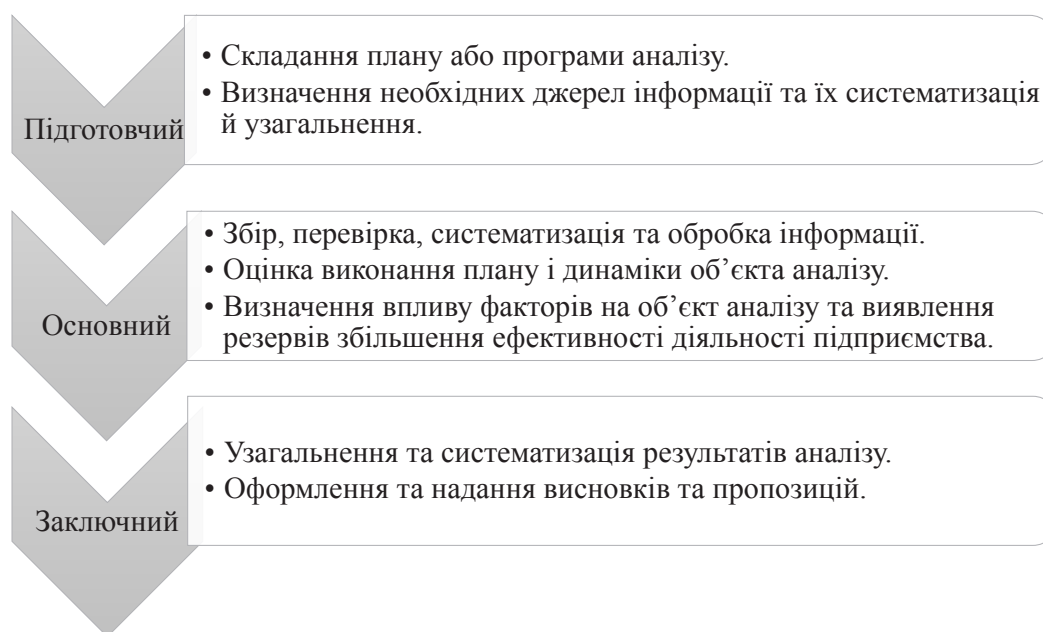 Підготовчий
• Складання плану або програми аналізу.
• Визначення необхідних джерел інформації та їх систематизація
й узагальнення.
Основний
• Збір, перевірка, систематизація та обробка інформації.
• Оцінка виконання плану і динаміки об’єкта аналізу.
• Визначення впливу факторів на об’єкт аналізу та виявлення
резервів збільшення ефективності діяльності підприємства.
Заключний
• Узагальнення та систематизація результатів аналізу.
• Оформлення та надання висновків та пропозицій.